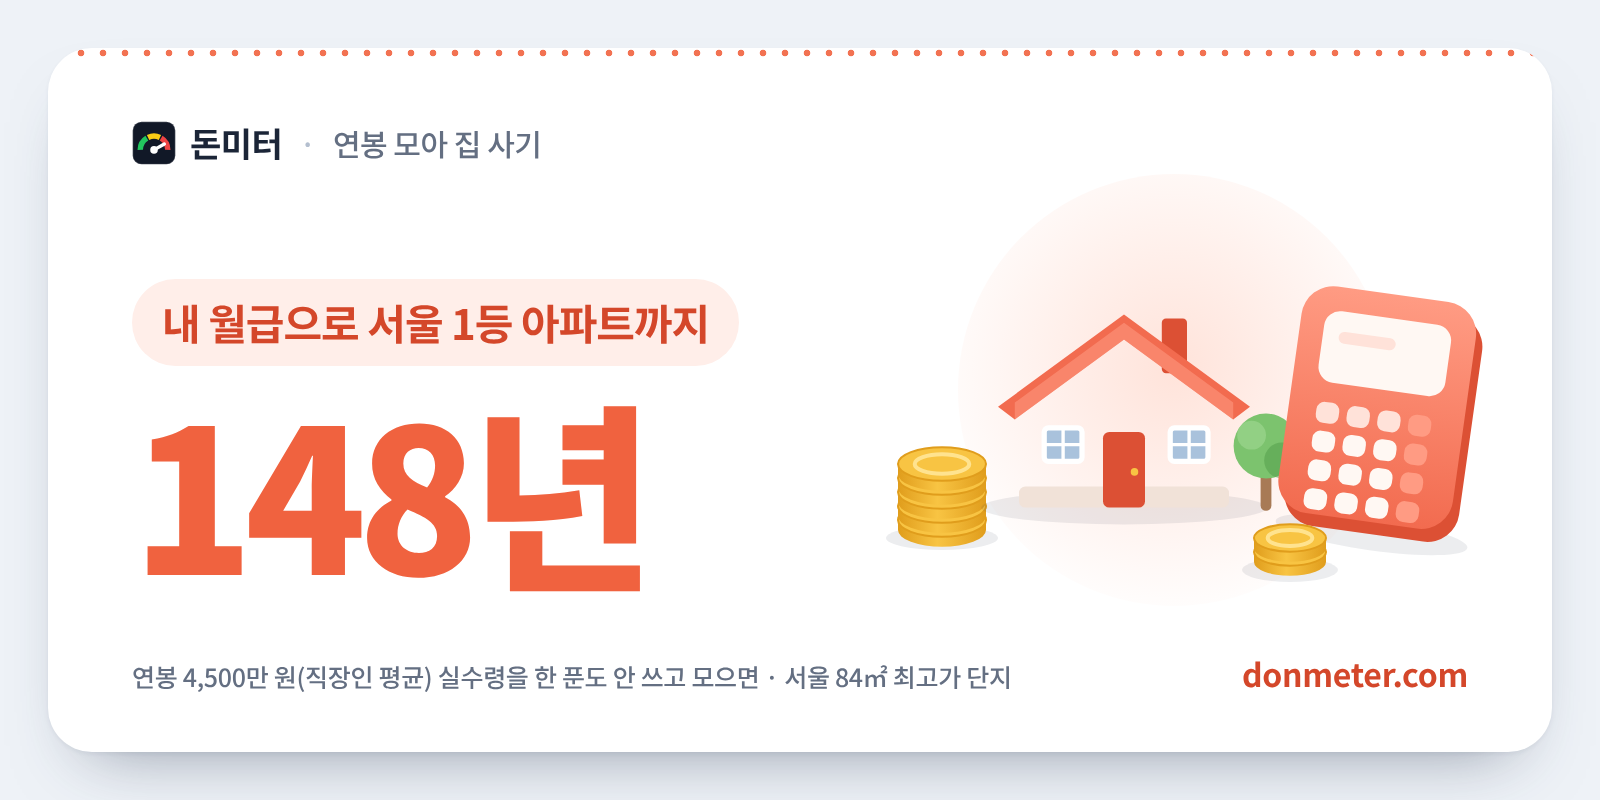 돈미터 · 연봉 모아 집 사기
내 월급으로 서울 1등 아파트까지
148년
연봉 4,500만 원(직장인 평균) 실수령을 한 푼도 안 쓰고 모으면 · 서울 84㎡ 최고가 단지
donmeter.com